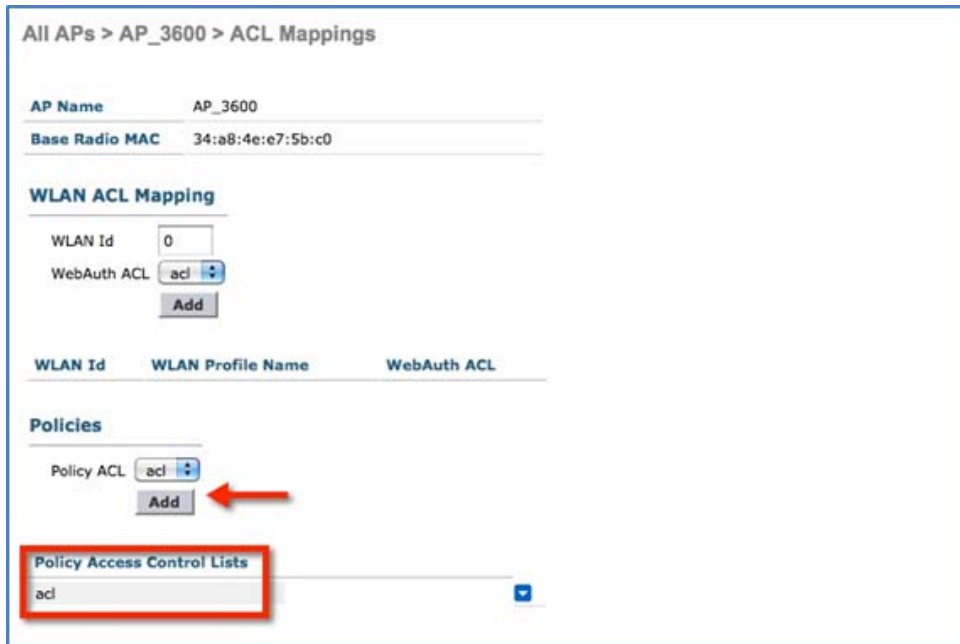 All APs > AP_3600 > ACL Mappings
AP Name AP_3600
Base Radio MAC 34:a8:4e:e7:5b:c0
WLAN ACL Mapping
WLAN Id 0
WebAuth ACL acl
Add
WLAN Id WLAN Profile Name WebAuth ACL
Policies
Policy ACL acl
Add
Policy Access Control Lists
acl